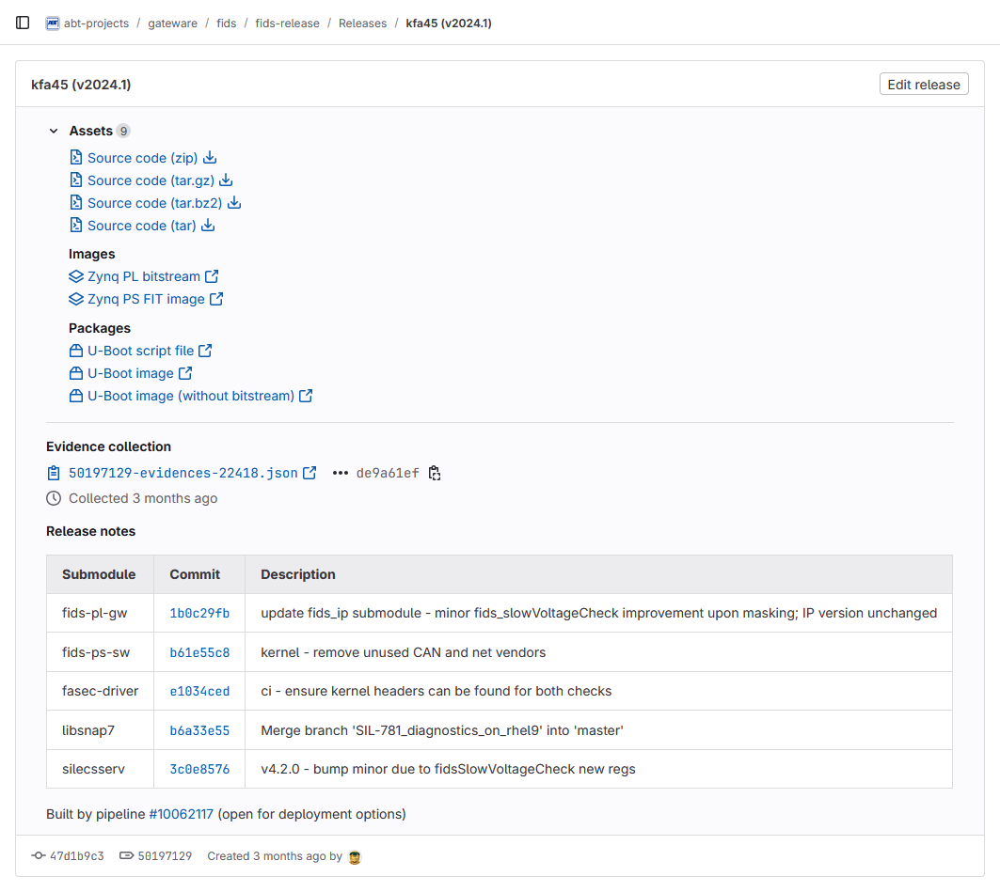 abt-projects / gateware / fids / fids-release / Releases / kfa45 (v2024.1)
kfa45 (v2024.1)
Edit release
Assets 9
Source code (zip)
Source code (tar.gz)
Source code (tar.bz2)
Source code (tar)
Images
Zynq PL bitstream
Zynq PS FIT image
Packages
U-Boot script file
U-Boot image
U-Boot image (without bitstream)
Evidence collection
50197129-evidences-22418.json ••• de9a61ef
Collected 3 months ago
Release notes
Submodule Commit Description
fids-pl-gw 1b0c29fb update fids_ip submodule - minor fids_slowVoltageCheck improvement upon masking; IP version unchanged
fids-ps-sw b61e55c8 kernel - remove unused CAN and net vendors
fasec-driver e1034ced ci - ensure kernel headers can be found for both checks
libsnap7 b6a33e55 Merge branch 'SIL-781_diagnostics_on_rhel9' into 'master'
silecsserv 3c0e8576 v4.2.0 - bump minor due to fidsSlowVoltageCheck new regs
Built by pipeline #10062117 (open for deployment options)
47d1b9c3 50197129 Created 3 months ago by